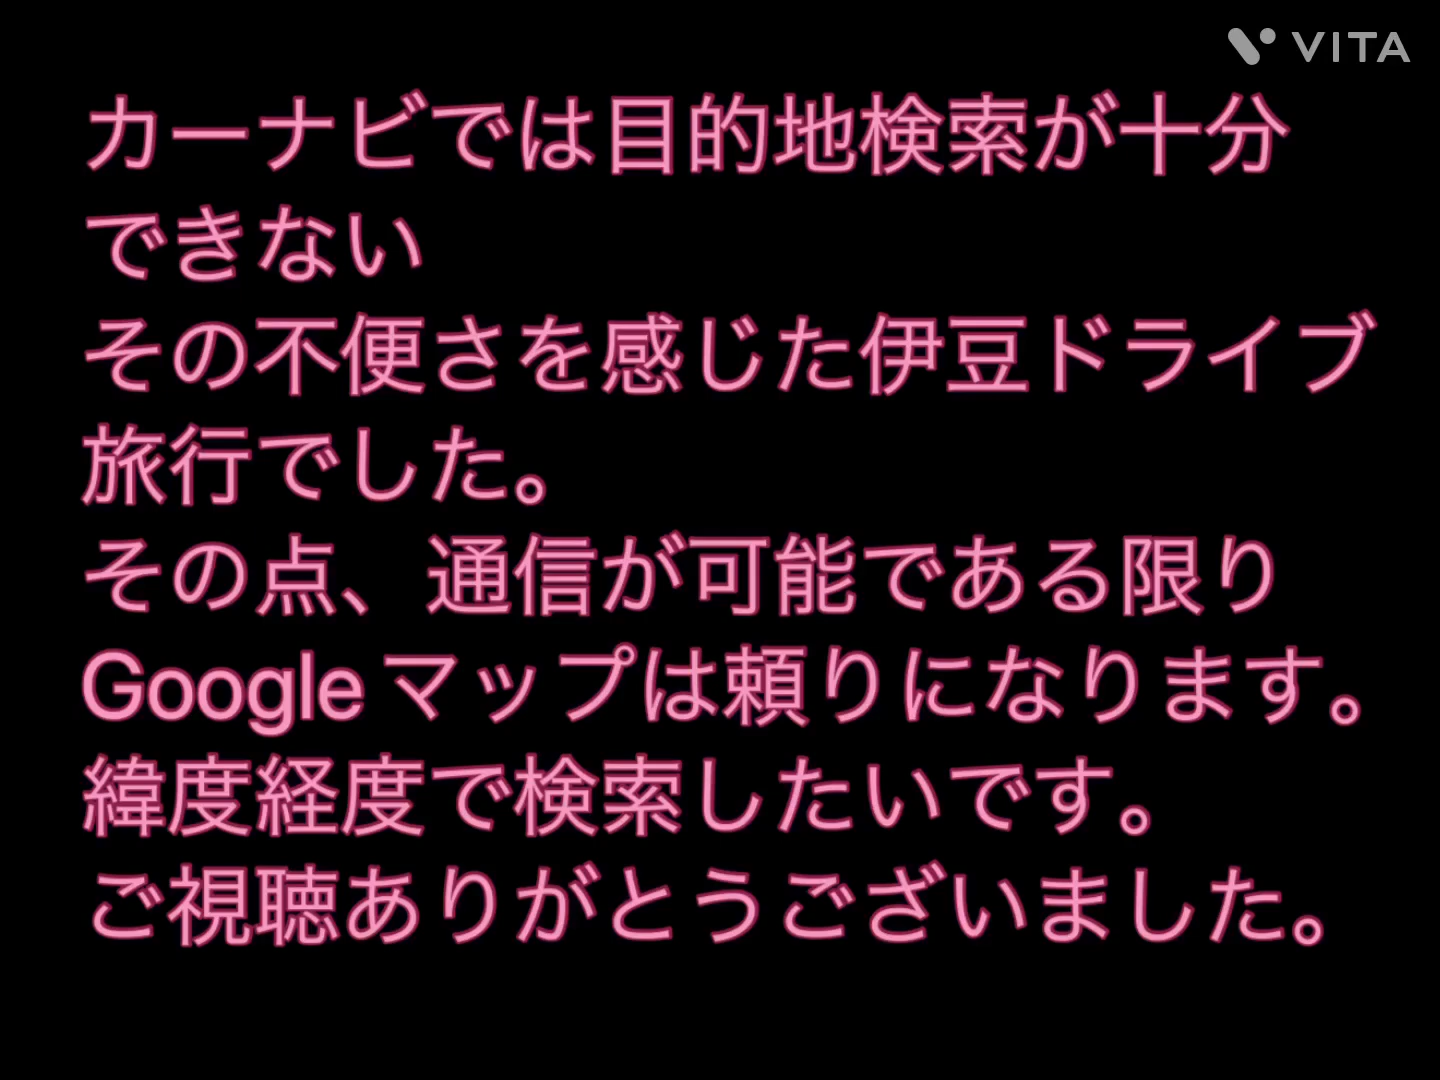 VITA
カーナビでは目的地検索が十分
できない
その不便さを感じた伊豆ドライブ
旅行でした。
その点、通信が可能である限り
Google マップは頼りになります。
緯度経度で検索したいです。
ご視聴ありがとうございました。